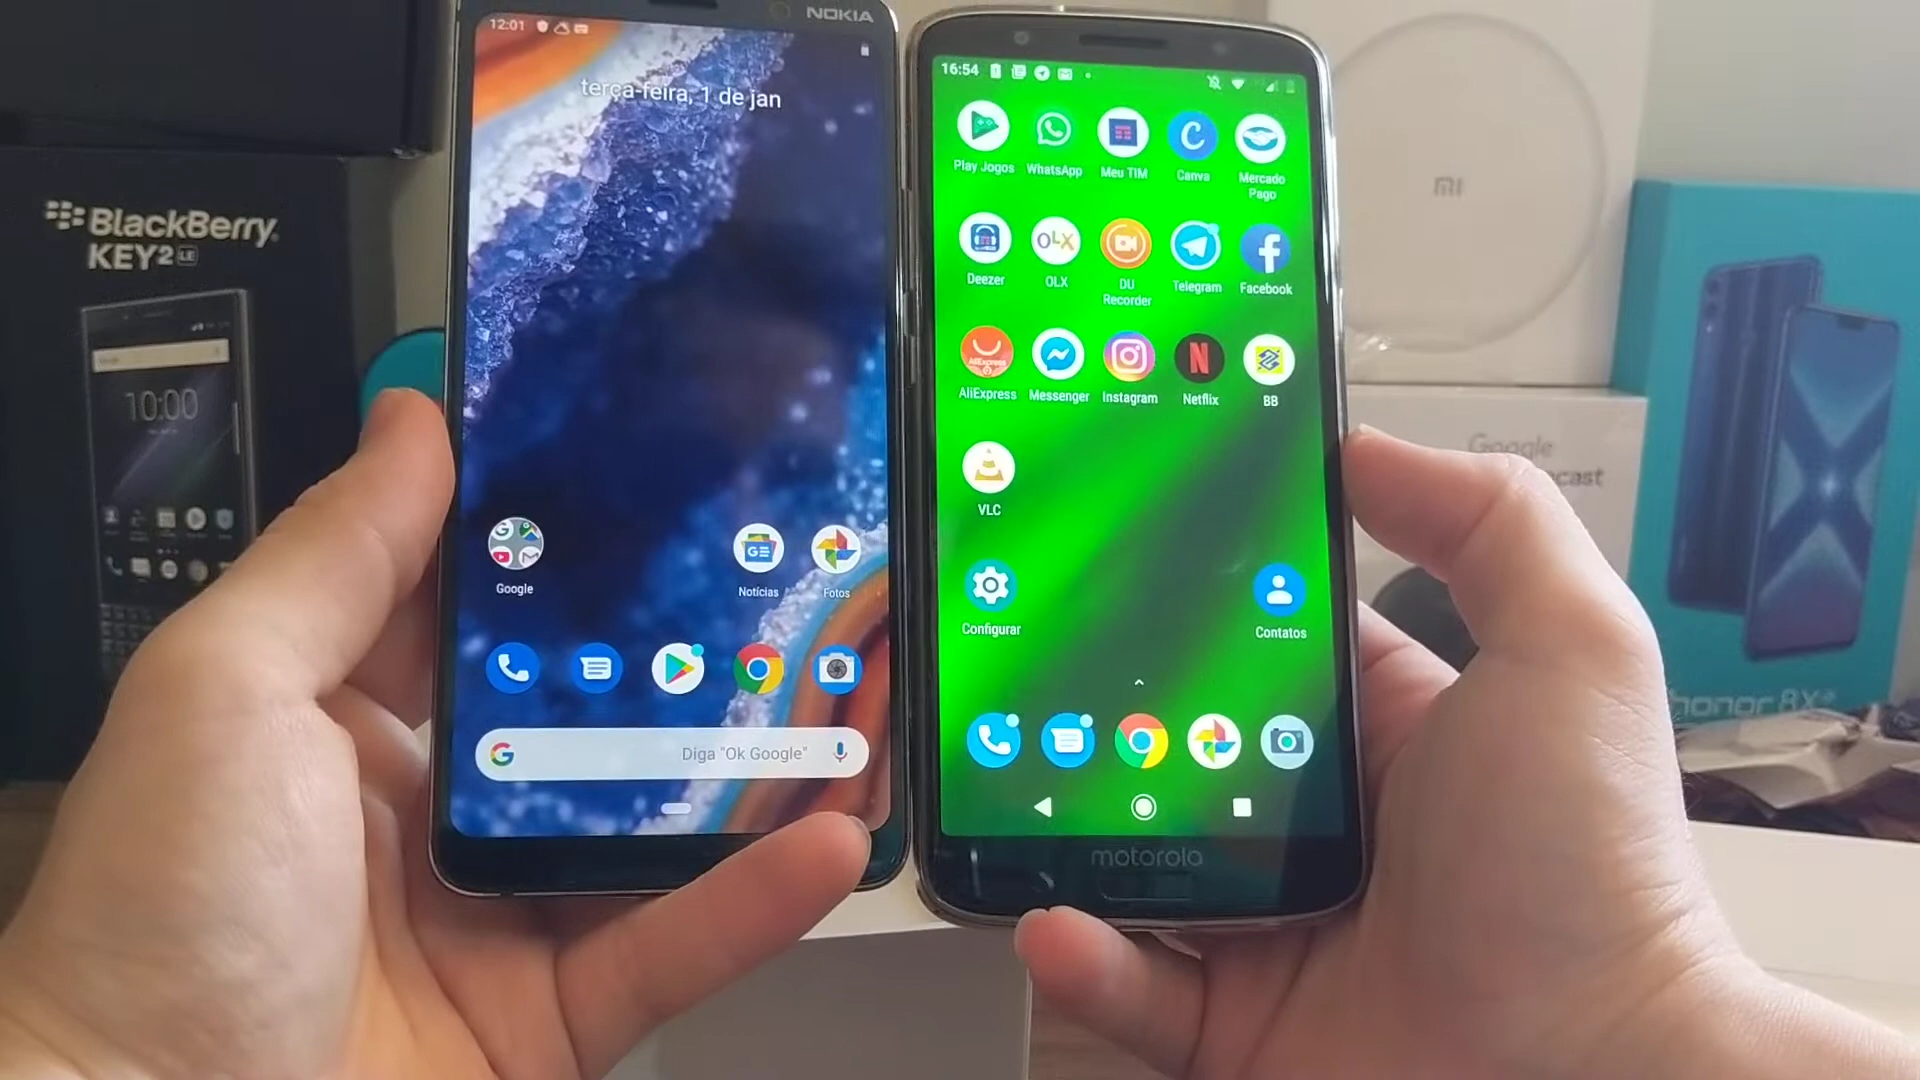 BlackBerry
KEY2 LE
10:00
NOKIA
12:01
terça-feira, 1 de jan
Google
Notícias
Fotos
Diga "Ok Google"
16:54
Play Jogos
WhatsApp
Meu TIM
Canva
Mercado
Pago
Deezer
OLX
OLX
DU
Recorder
Telegram
Facebook
AliExpress
AliExpress
Messenger
Instagram
Netflix
BB
VLC
Configurar
Contatos
motorola
MI
Google
cast
honor 8X